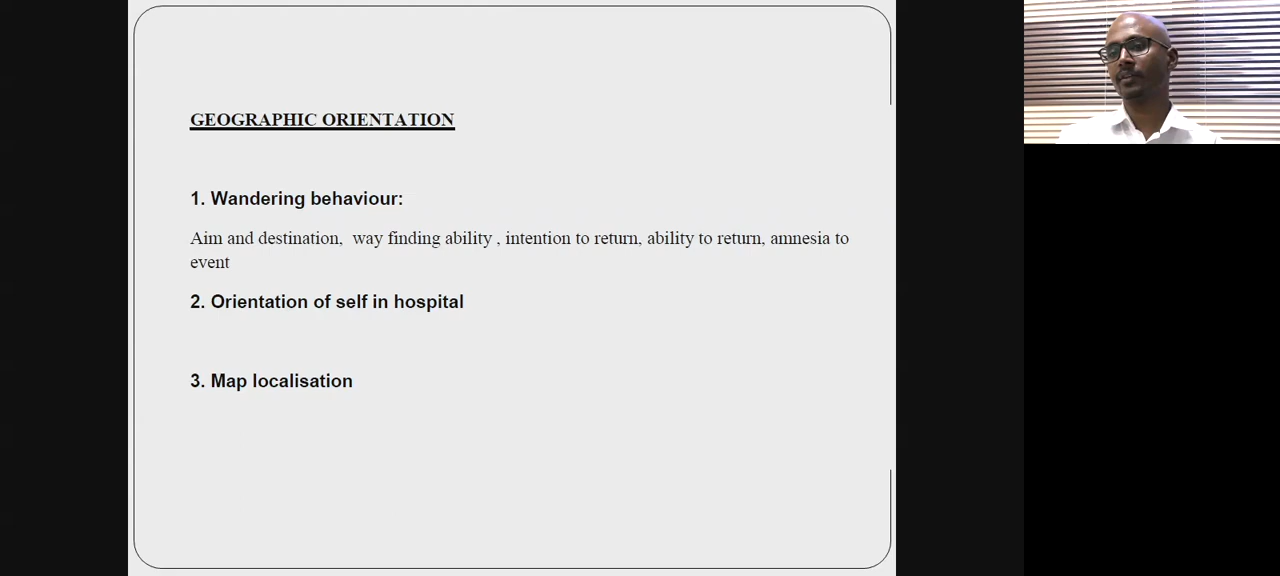 GEOGRAPHIC ORIENTATION
1. Wandering behaviour:
Aim and destination,  way finding ability , intention to return, ability to return, amnesia to
event
2. Orientation of self in hospital
3. Map localisation